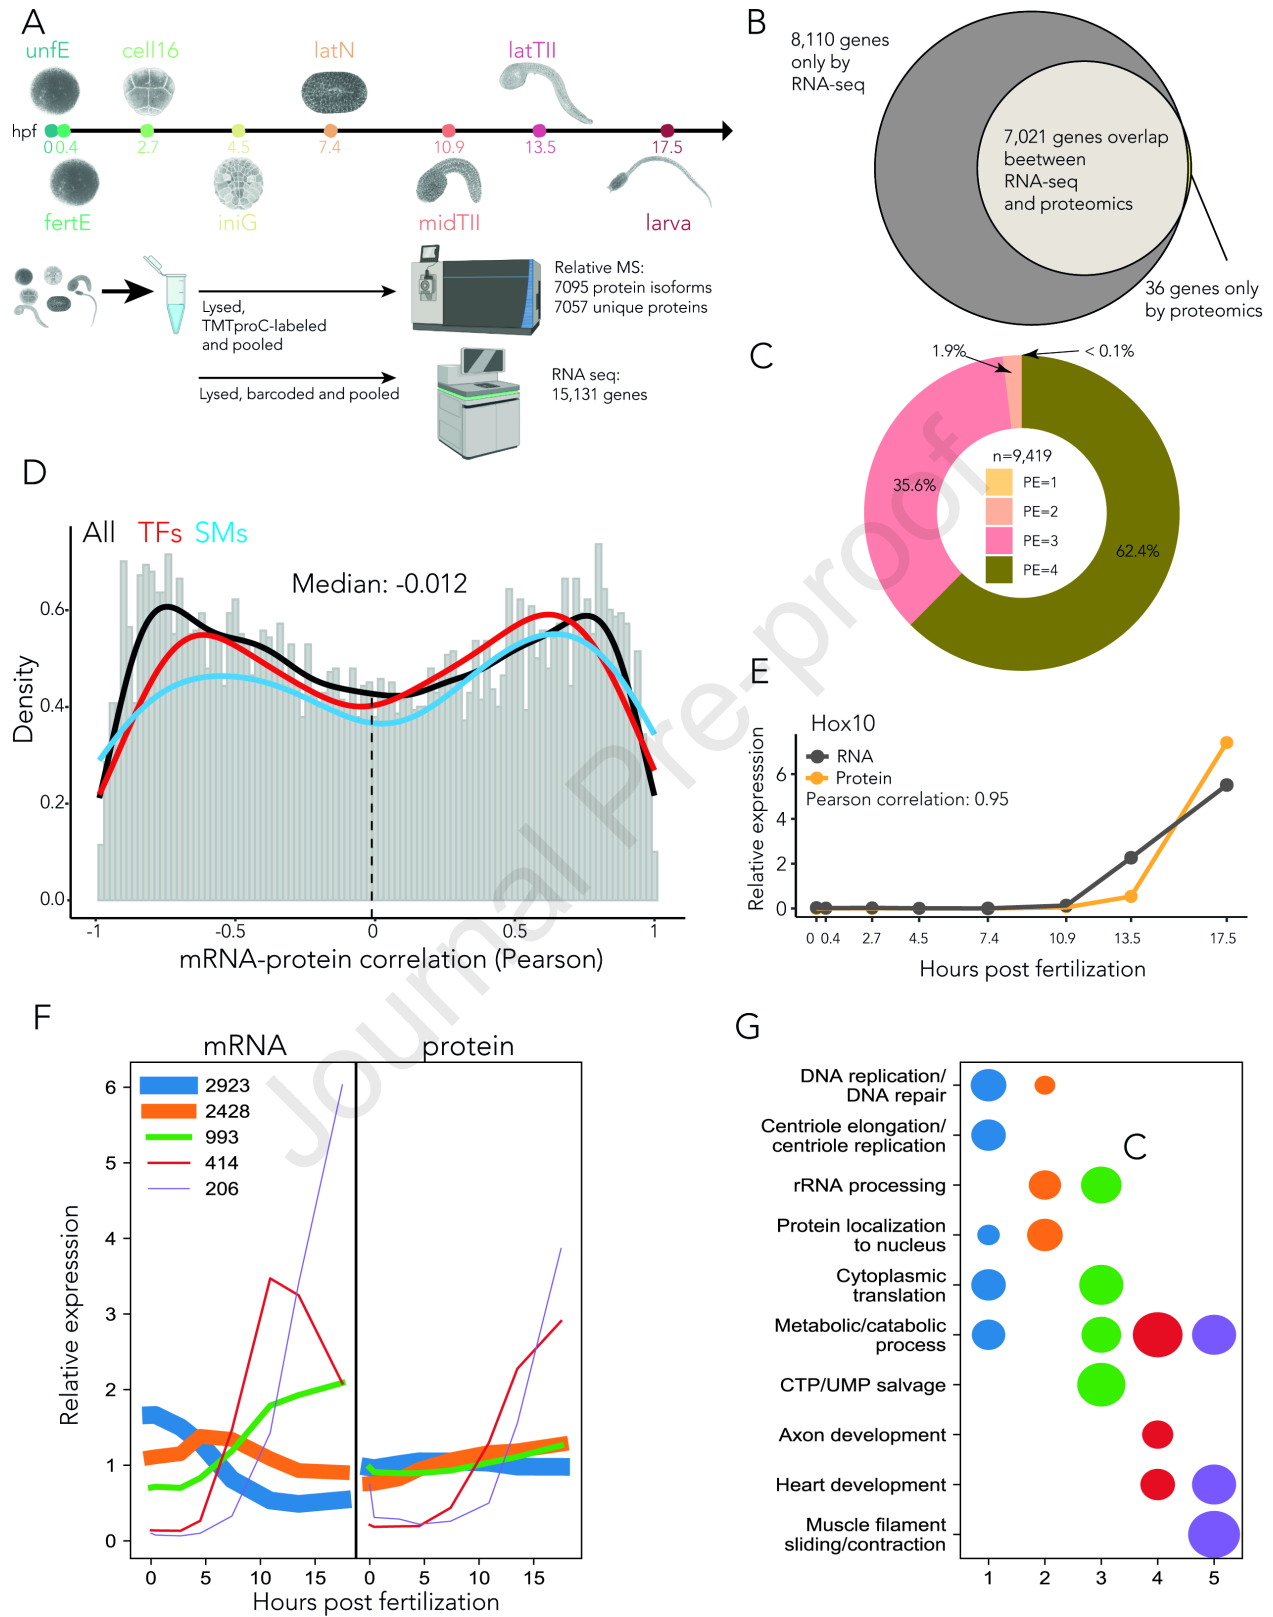 A
unfE
cell16
latN
latTII
hpf
0 0.4 2.7 4.5 7.4 10.9 13.5 17.5
fertE
iniG
midTII
larva
Lysed,
TMTproC-labeled
and pooled
Relative MS:
7095 protein isoforms
7057 unique proteins
Lysed, barcoded and pooled
RNA seq:
15,131 genes
B
8,110 genes
only by
RNA-seq
7,021 genes overlap
beetween
RNA-seq
and proteomics
36 genes only
by proteomics
C
1.9%
< 0.1%
35.6%
62.4%
n=9,419
PE=1
PE=2
PE=3
PE=4
D
All TFs SMs
Median: -0.012
Density
0.6
0.4
0.2
0.0
-1 -0.5 0 0.5 1
mRNA-protein correlation (Pearson)
E
Hox10
RNA
Protein
Pearson correlation: 0.95
Relative expresssion
6
4
2
0
0 0.4 2.7 4.5 7.4 10.9 13.5 17.5
Hours post fertilization
F
mRNA
protein
2923
2428
993
414
206
Relative expresssion
6
5
4
3
2
1
0
0 5 10 15 0 5 10 15
Hours post fertilization
G
DNA replication/
DNA repair
Centriole elongation/
centriole replication
C
rRNA processing
Protein localization
to nucleus
Cytoplasmic
translation
Metabolic/catabolic
process
CTP/UMP salvage
Axon development
Heart development
Muscle filament
sliding/contraction
1 2 3 4 5
Journal Pre-proof